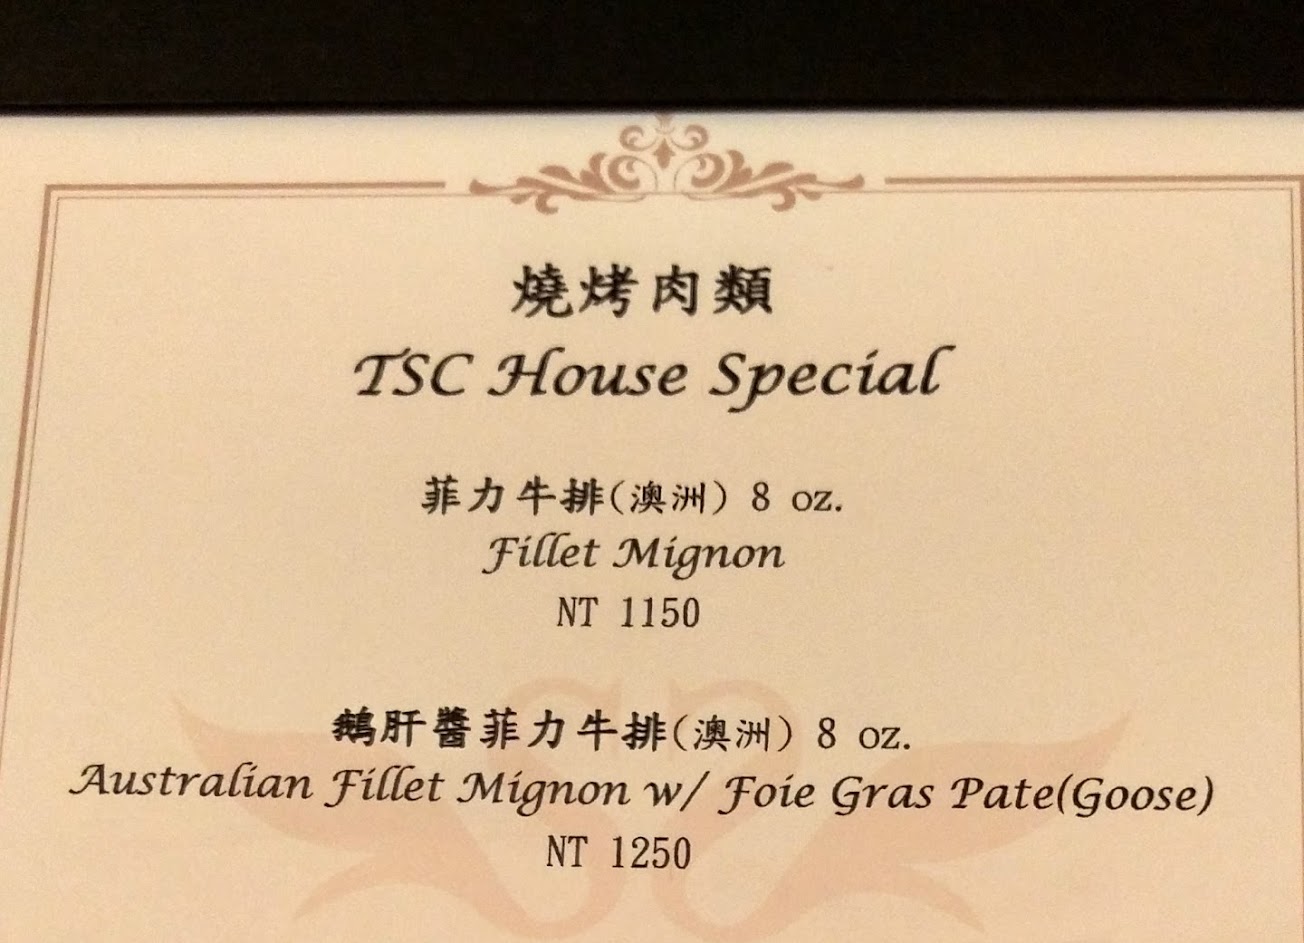 燒烤肉類
TSC House Special
菲力牛排(澳洲) 8 oz.
Fillet Mignon
NT 1150
鵝肝醬菲力牛排(澳洲) 8 oz.
Australian Fillet Mignon w/ Foie Gras Pate(Goose)
NT 1250